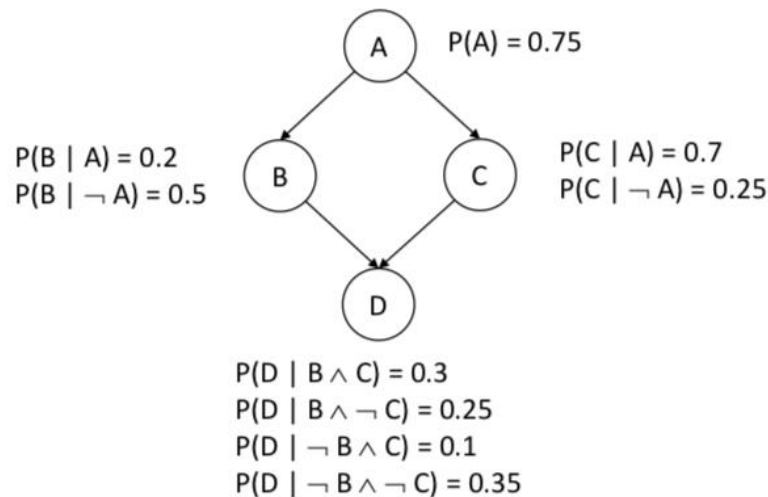 A
P(A) = 0.75
P(B | A) = 0.2
P(B | ¬ A) = 0.5
B
C
P(C | A) = 0.7
P(C | ¬ A) = 0.25
D
P(D | B ∧ C) = 0.3
P(D | B ∧ ¬ C) = 0.25
P(D | ¬ B ∧ C) = 0.1
P(D | ¬ B ∧ ¬ C) = 0.35